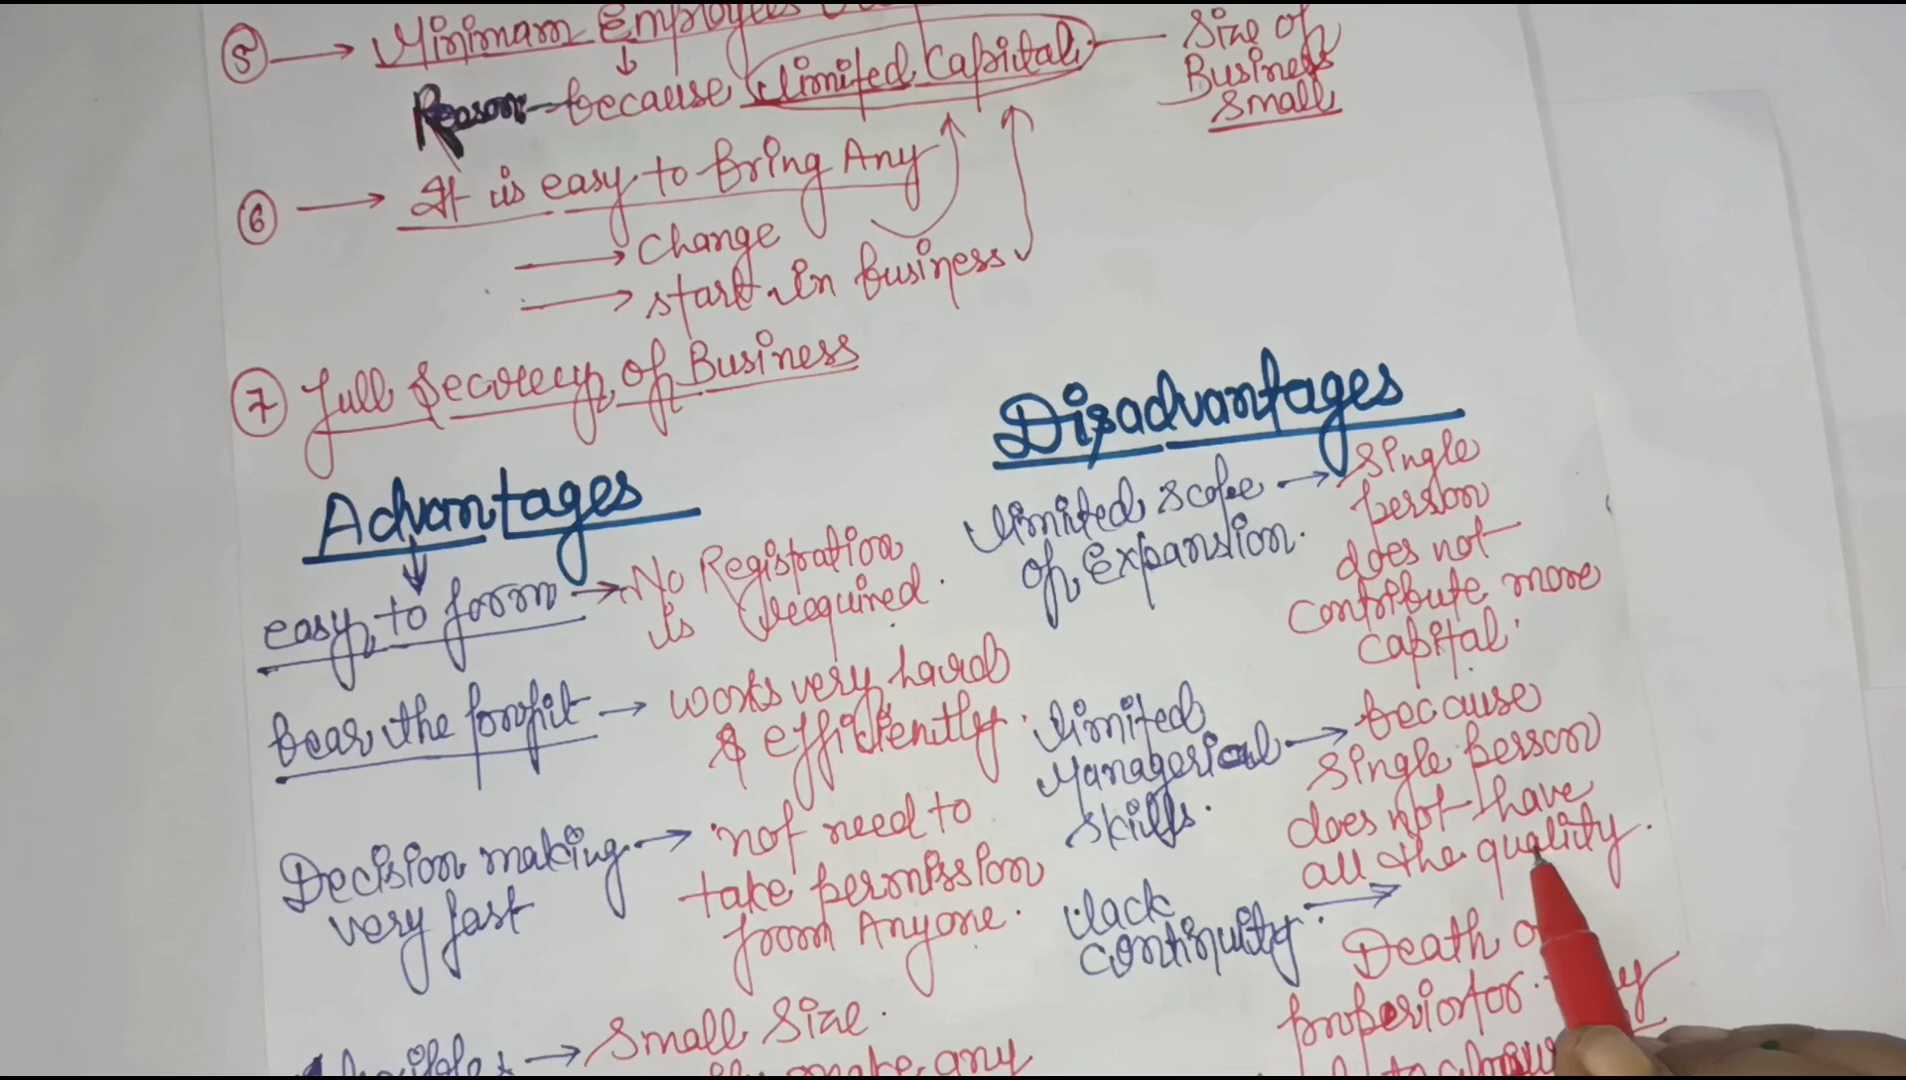 5 → Minimam Employees
Reason - because limited capital - Size of
Business
small
6 → It is easy to bring Any
→ change
→ start in business
7 full secrecy of Business
Advantages
easy to form → No Registration
is required.
bear the profit → works very hard
& efficiently.
Decision making → not need to
very fast take permission
from Anyone.
→ small size.
make any
Disadvantages
limited scope → single
of expansion. person
does not
contribute more
capital.
limited → because
Managerial single person
skills. does not have
all the quality.
lack →
continuity. Death